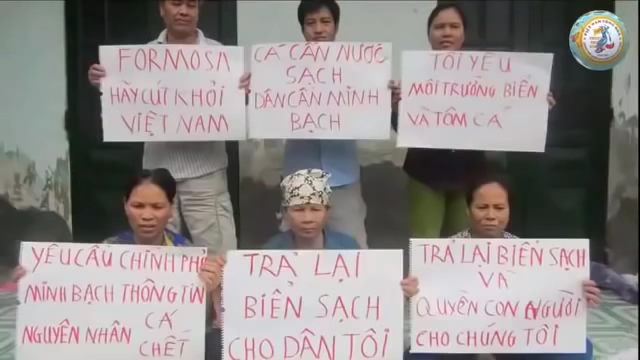 FORMOSA
HÃY CÚT KHỎI
VIỆT NAM
CÁ CẦN NƯỚC
SẠCH
DÂN CẦN MINH
BẠCH
TÔI YÊU
MÔI TRƯỜNG BIỂN
VÀ TÔM CÁ
YÊU CẦU CHÍNH PHỦ
MINH BẠCH THÔNG TIN
NGUYÊN NHÂN CÁ
CHẾT
TRẢ LẠI
BIỂN SẠCH
CHO DÂN TÔI
TRẢ LẠI BIỂN SẠCH
VÀ
QUYỀN CON NGƯỜI
CHO CHÚNG TÔI